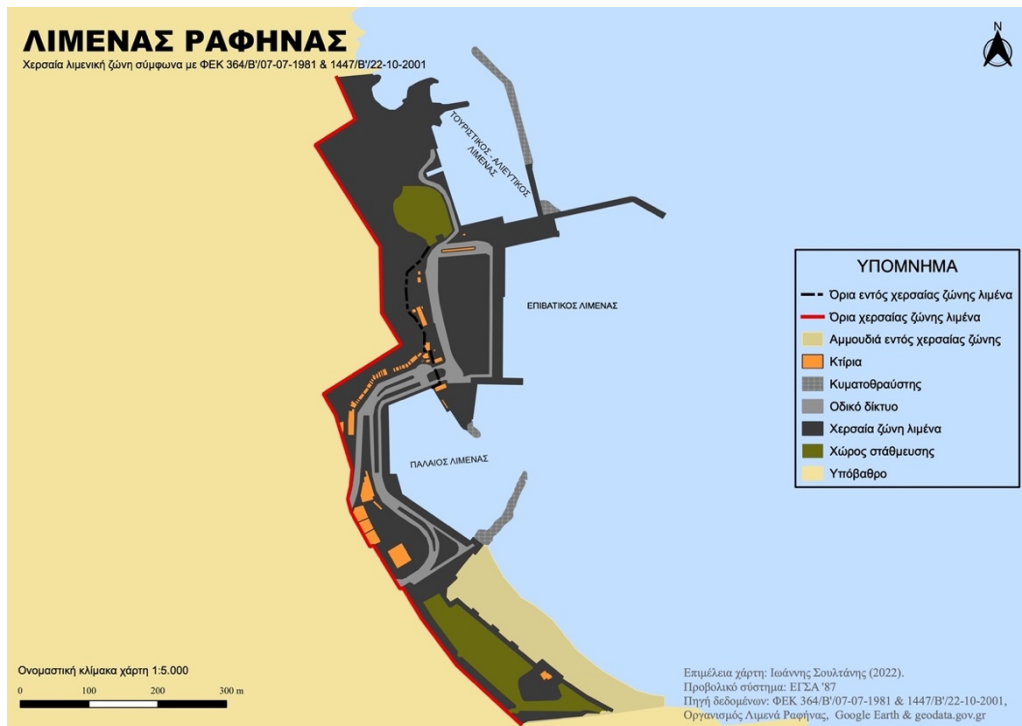 ΛΙΜΕΝΑΣ ΡΑΦΗΝΑΣ
Χερσαία λιμενική ζώνη σύμφωνα με ΦΕΚ 364/Β'/07-07-1981 & 1447/Β'/22-10-2001
N
ΤΟΥΡΙΣΤΙΚΟΣ - ΑΛΙΕΥΤΙΚΟΣ
ΛΙΜΕΝΑΣ
ΕΠΙΒΑΤΙΚΟΣ ΛΙΜΕΝΑΣ
ΠΑΛΑΙΟΣ ΛΙΜΕΝΑΣ
ΥΠΟΜΝΗΜΑ
Όρια εντός χερσαίας ζώνης λιμένα
Όρια χερσαίας ζώνης λιμένα
Αμμουδιά εντός χερσαίας ζώνης
Κτίρια
Κυματοθραύστης
Οδικό δίκτυο
Χερσαία ζώνη λιμένα
Χώρος στάθμευσης
Υπόβαθρο
Ονομαστική κλίμακα χάρτη 1:5.000
0 100 200 300 m
Επιμέλεια χάρτη: Ιωάννης Σουλτάνης (2022).
Προβολικό σύστημα: ΕΓΣΑ '87
Πηγή δεδομένων: ΦΕΚ 364/Β'/07-07-1981 & 1447/Β'/22-10-2001,
Οργανισμός Λιμενά Ραφήνας, Google Earth & geodata.gov.gr